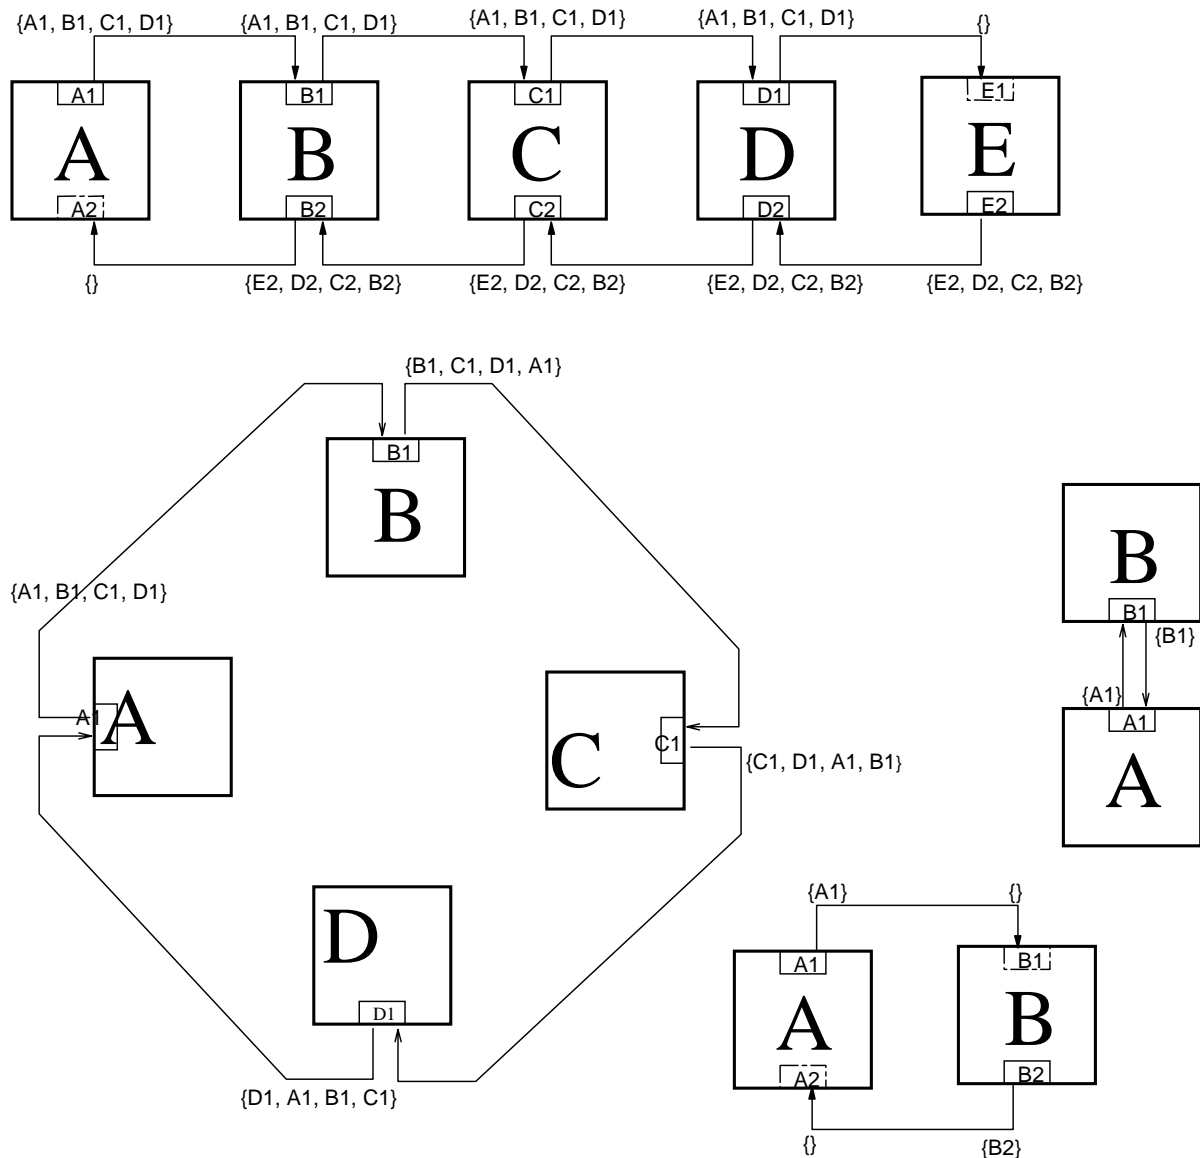 {A1, B1, C1, D1} {A1, B1, C1, D1} {A1, B1, C1, D1} {A1, B1, C1, D1} {}
A1 B1 C1 D1 E1
A B C D E
A2 B2 C2 D2 E2
{} {E2, D2, C2, B2} {E2, D2, C2, B2} {E2, D2, C2, B2} {E2, D2, C2, B2}
{B1, C1, D1, A1}
B1
B
B
{A1, B1, C1, D1}
B1
{B1}
{A1}
A1 A
A1
C1
C
{C1, D1, A1, B1}
A
{A1} {}
D
A1 B1
D1
A B
A2 B2
{D1, A1, B1, C1}
{} {B2}